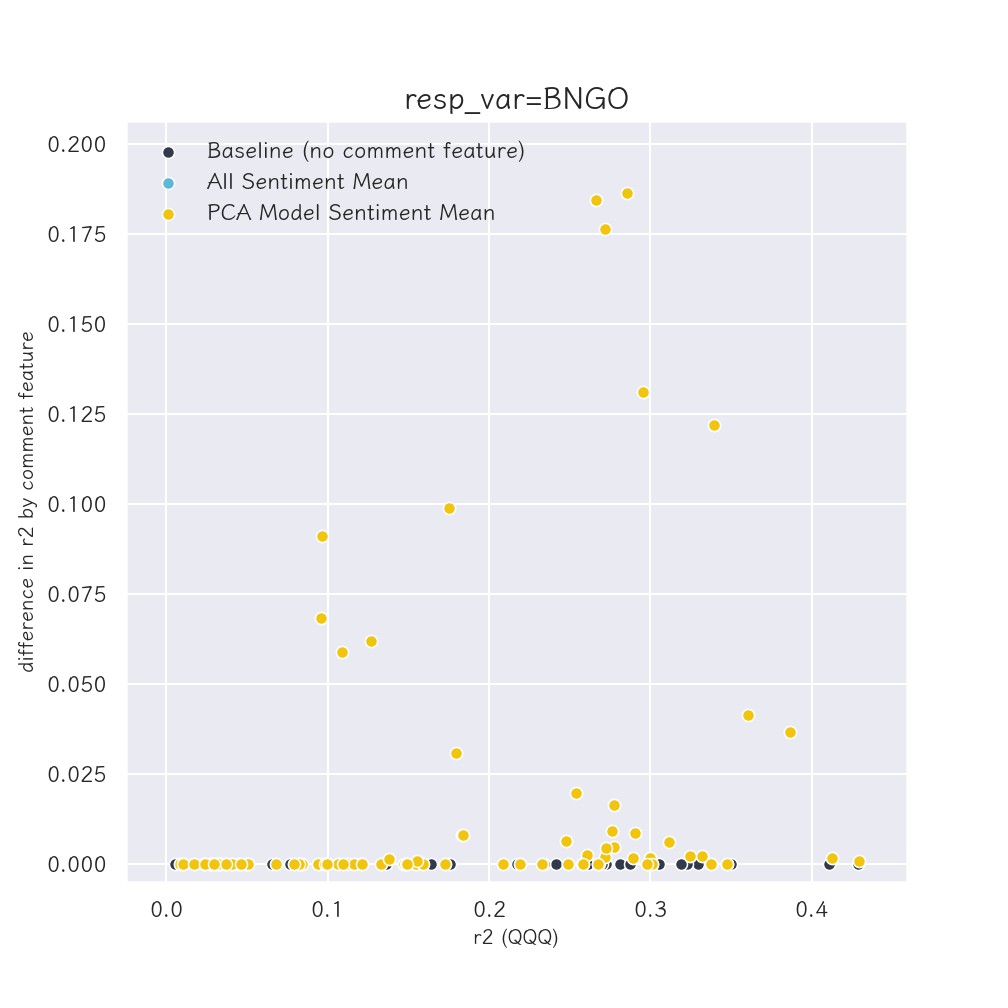 resp_var=BNGO
Baseline (no comment feature)
All Sentiment Mean
PCA Model Sentiment Mean
difference in r2 by comment feature
0.200
0.175
0.150
0.125
0.100
0.075
0.050
0.025
0.000
0.0 0.1 0.2 0.3 0.4
r2 (QQQ)